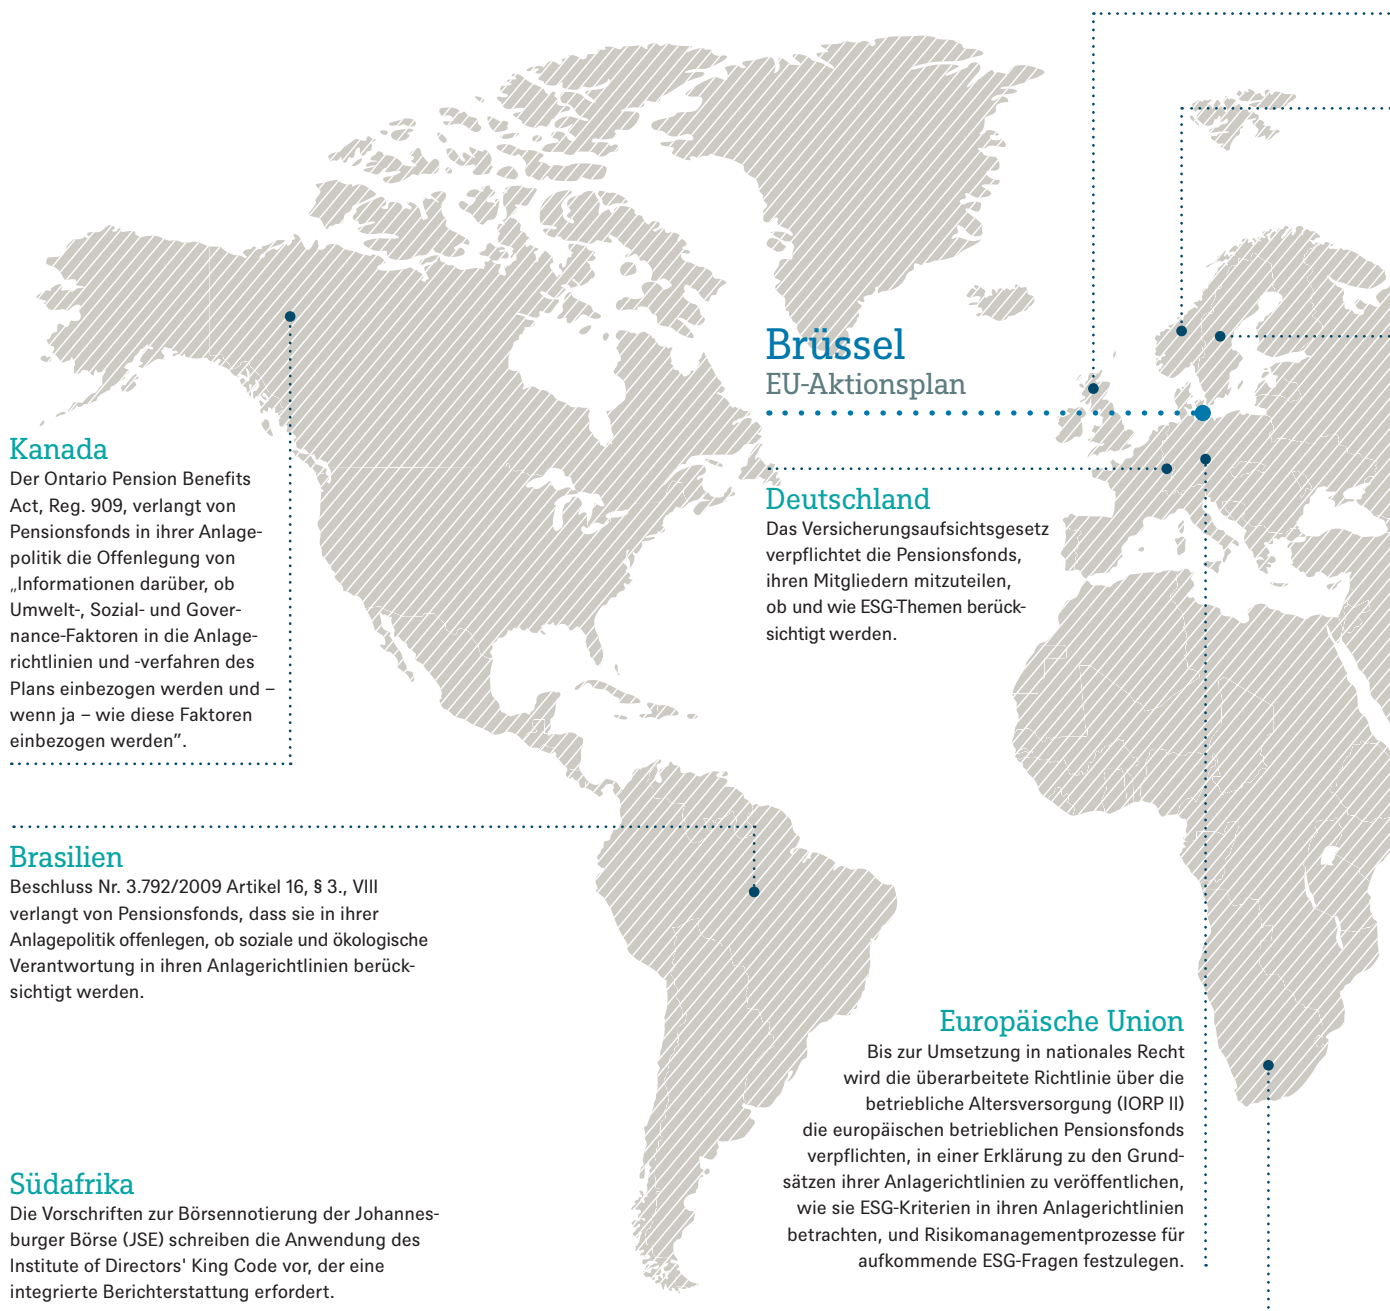 Brüssel
EU-Aktionsplan
Kanada
Der Ontario Pension Benefits
Act, Reg. 909, verlangt von
Pensionsfonds in ihrer Anlage-
politik die Offenlegung von
„Informationen darüber, ob
Umwelt-, Sozial- und Gover-
nance-Faktoren in die Anlage-
richtlinien und -verfahren des
Plans einbezogen werden und –
wenn ja – wie diese Faktoren
einbezogen werden”.
Deutschland
Das Versicherungsaufsichtsgesetz
verpflichtet die Pensionsfonds,
ihren Mitgliedern mitzuteilen,
ob und wie ESG-Themen berück-
sichtigt werden.
Brasilien
Beschluss Nr. 3.792/2009 Artikel 16, § 3., VIII
verlangt von Pensionsfonds, dass sie in ihrer
Anlagepolitik offenlegen, ob soziale und ökologische
Verantwortung in ihren Anlagerichtlinien berück-
sichtigt werden.
Europäische Union
Bis zur Umsetzung in nationales Recht
wird die überarbeitete Richtlinie über die
betriebliche Altersversorgung (IORP II)
die europäischen betrieblichen Pensionsfonds
verpflichten, in einer Erklärung zu den Grund-
sätzen ihrer Anlagerichtlinien zu veröffentlichen,
wie sie ESG-Kriterien in ihren Anlagerichtlinien
betrachten, und Risikomanagementprozesse für
aufkommende ESG-Fragen festzulegen.
Südafrika
Die Vorschriften zur Börsennotierung der Johannes-
burger Börse (JSE) schreiben die Anwendung des
Institute of Directors' King Code vor, der eine
integrierte Berichterstattung erfordert.